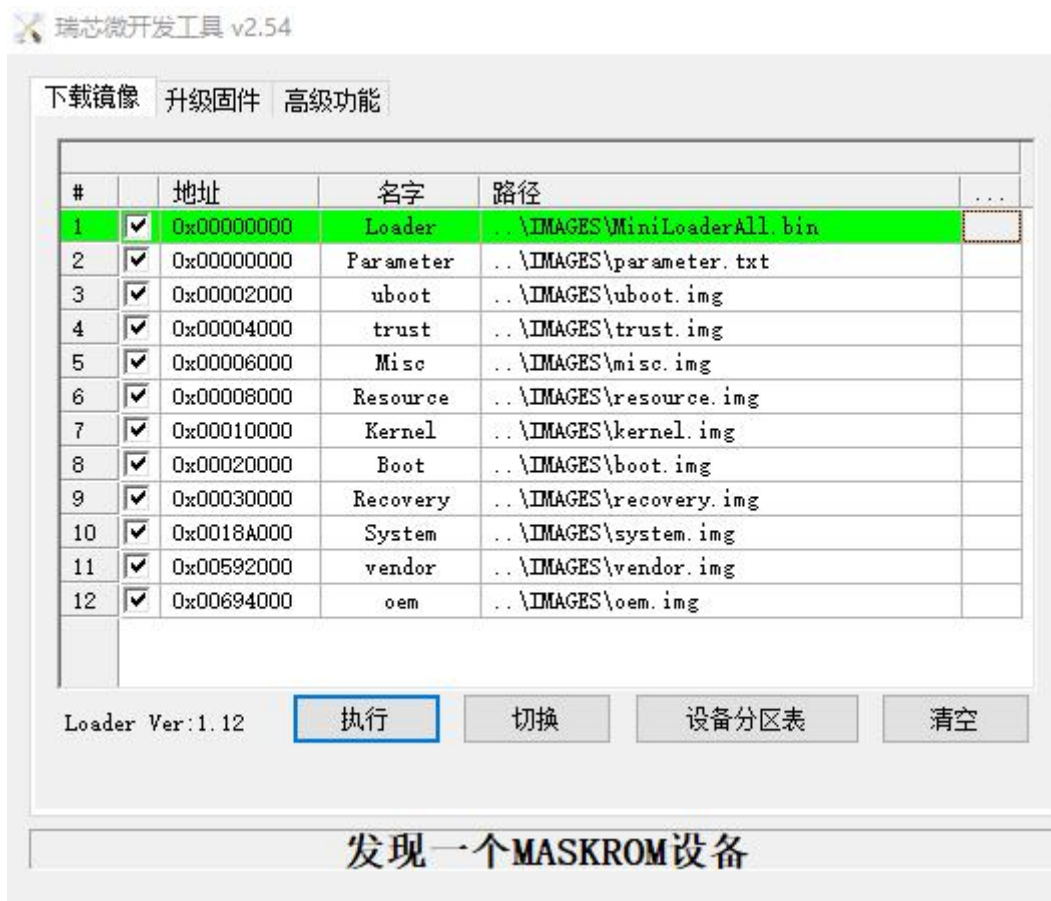 瑞芯微开发工具 v2.54
下载镜像 升级固件 高级功能
# 地址 名字 路径 ...
1 0x00000000 Loader ..\IMAGES\MiniLoaderAll.bin
2 0x00000000 Parameter ..\IMAGES\parameter.txt
3 0x00002000 uboot ..\IMAGES\uboot.img
4 0x00004000 trust ..\IMAGES\trust.img
5 0x00006000 Misc ..\IMAGES\misc.img
6 0x00008000 Resource ..\IMAGES\resource.img
7 0x00010000 Kernel ..\IMAGES\kernel.img
8 0x00020000 Boot ..\IMAGES\boot.img
9 0x00030000 Recovery ..\IMAGES\recovery.img
10 0x0018A000 System ..\IMAGES\system.img
11 0x00592000 vendor ..\IMAGES\vendor.img
12 0x00694000 oem ..\IMAGES\oem.img
Loader Ver:1.12 执行 切换 设备分区表 清空
发现一个MASKROM设备